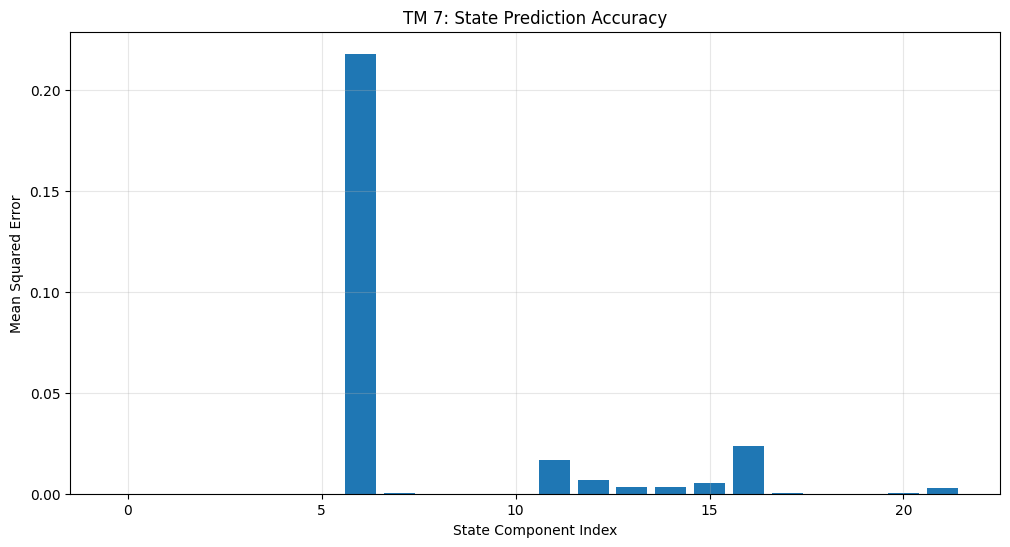 TM 7: State Prediction Accuracy
Mean Squared Error
0.20
0.15
0.10
0.05
0.00
0 5 10 15 20
State Component Index